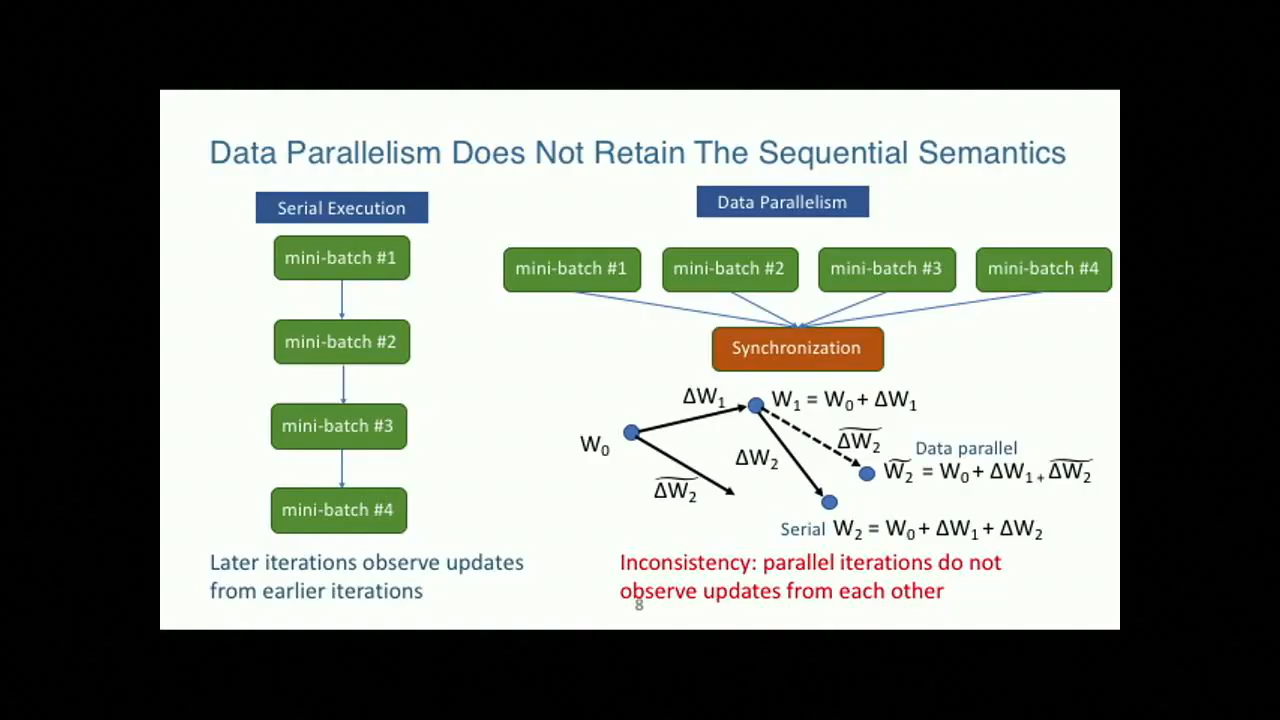 Data Parallelism Does Not Retain The Sequential Semantics
Serial Execution
mini-batch #1
mini-batch #2
mini-batch #3
mini-batch #4
Later iterations observe updates
from earlier iterations
Data Parallelism
mini-batch #1
mini-batch #2
mini-batch #3
mini-batch #4
Synchronization
W₀
ΔW₁
W₁ = W₀ + ΔW₁
ΔW₂
Δ͠W͠₂
Δ͠W͠₂
Data parallel
W͠₂ = W₀ + ΔW₁ + Δ͠W͠₂
Serial W₂ = W₀ + ΔW₁ + ΔW₂
Inconsistency: parallel iterations do not
observe updates from each other
8